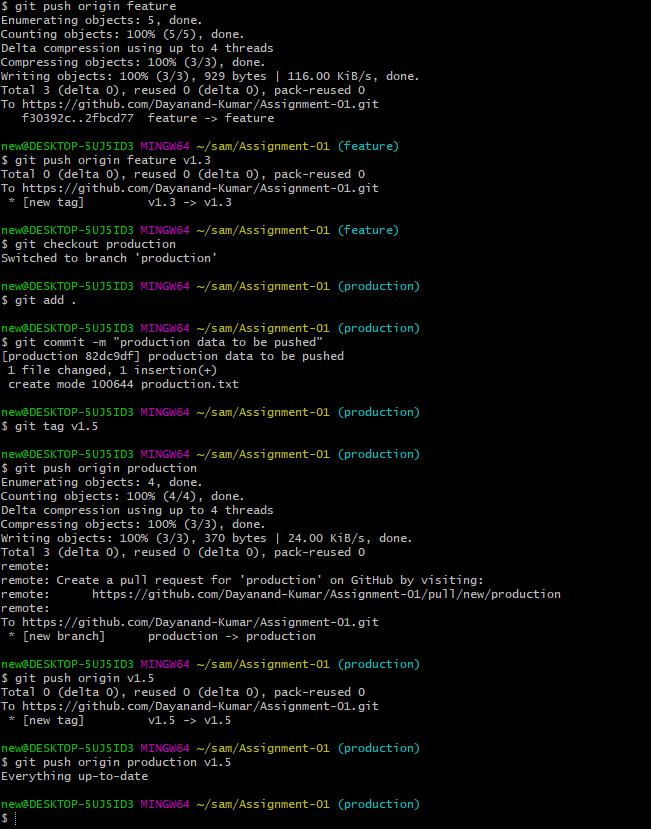 $ git push origin feature
Enumerating objects: 5, done.
Counting objects: 100% (5/5), done.
Delta compression using up to 4 threads
Compressing objects: 100% (3/3), done.
Writing objects: 100% (3/3), 929 bytes | 116.00 KiB/s, done.
Total 3 (delta 0), reused 0 (delta 0), pack-reused 0
To https://github.com/Dayanand-Kumar/Assignment-01.git
   f30392c..2fbcd77  feature -> feature

new@DESKTOP-5UJ5ID3 MINGW64 ~/sam/Assignment-01 (feature)
$ git push origin feature v1.3
Total 0 (delta 0), reused 0 (delta 0), pack-reused 0
To https://github.com/Dayanand-Kumar/Assignment-01.git
 * [new tag]         v1.3 -> v1.3

new@DESKTOP-5UJ5ID3 MINGW64 ~/sam/Assignment-01 (feature)
$ git checkout production
Switched to branch 'production'

new@DESKTOP-5UJ5ID3 MINGW64 ~/sam/Assignment-01 (production)
$ git add .

new@DESKTOP-5UJ5ID3 MINGW64 ~/sam/Assignment-01 (production)
$ git commit -m "production data to be pushed"
[production 82dc9df] production data to be pushed
 1 file changed, 1 insertion(+)
 create mode 100644 production.txt

new@DESKTOP-5UJ5ID3 MINGW64 ~/sam/Assignment-01 (production)
$ git tag v1.5

new@DESKTOP-5UJ5ID3 MINGW64 ~/sam/Assignment-01 (production)
$ git push origin production
Enumerating objects: 4, done.
Counting objects: 100% (4/4), done.
Delta compression using up to 4 threads
Compressing objects: 100% (3/3), done.
Writing objects: 100% (3/3), 370 bytes | 24.00 KiB/s, done.
Total 3 (delta 0), reused 0 (delta 0), pack-reused 0
remote:
remote: Create a pull request for 'production' on GitHub by visiting:
remote:      https://github.com/Dayanand-Kumar/Assignment-01/pull/new/production
remote:
To https://github.com/Dayanand-Kumar/Assignment-01.git
 * [new branch]      production -> production

new@DESKTOP-5UJ5ID3 MINGW64 ~/sam/Assignment-01 (production)
$ git push origin v1.5
Total 0 (delta 0), reused 0 (delta 0), pack-reused 0
To https://github.com/Dayanand-Kumar/Assignment-01.git
 * [new tag]         v1.5 -> v1.5

new@DESKTOP-5UJ5ID3 MINGW64 ~/sam/Assignment-01 (production)
$ git push origin production v1.5
Everything up-to-date

new@DESKTOP-5UJ5ID3 MINGW64 ~/sam/Assignment-01 (production)
$